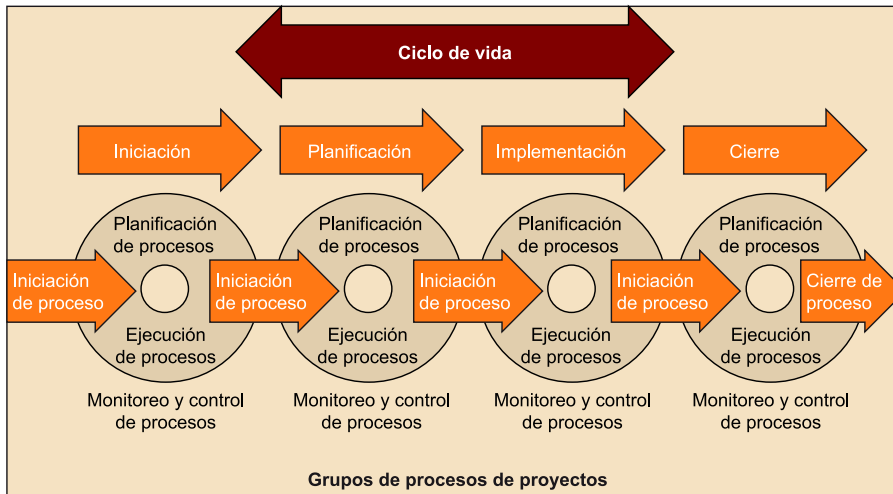 Ciclo de vida
Iniciación
Planificación
Implementación
Cierre
Planificación
de procesos
Planificación
de procesos
Planificación
de procesos
Planificación
de procesos
Iniciación
de proceso
Iniciación
de proceso
Iniciación
de proceso
Iniciación
de proceso
Cierre de
proceso
Ejecución
de procesos
Ejecución
de procesos
Ejecución
de procesos
Ejecución
de procesos
Monitoreo y control
de procesos
Monitoreo y control
de procesos
Monitoreo y control
de procesos
Monitoreo y control
de procesos
Grupos de procesos de proyectos